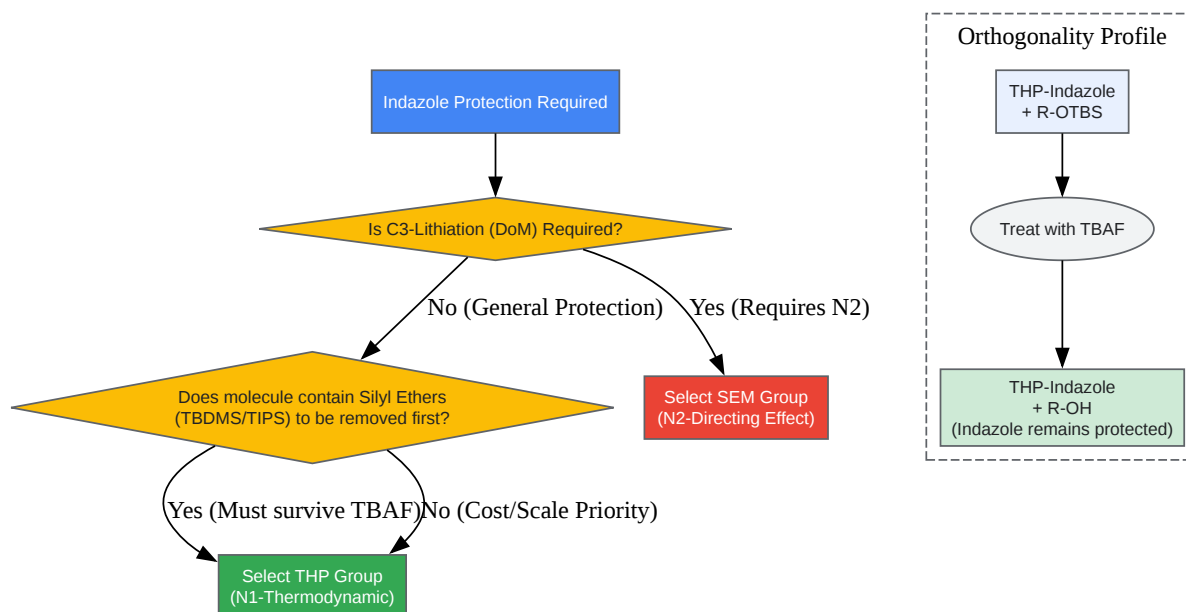 Indazole Protection Required
Is C3-Lithiation (DoM) Required?
No (General Protection)
Yes (Requires N2)
Does molecule contain Silyl Ethers
(TBDMS/TIPS) to be removed first?
Select SEM Group
(N2-Directing Effect)
Yes (Must survive TBAF)
No (Cost/Scale Priority)
Select THP Group
(N1-Thermodynamic)
Orthogonality Profile
THP-Indazole
+ R-OTBS
Treat with TBAF
THP-Indazole
+ R-OH
(Indazole remains protected)